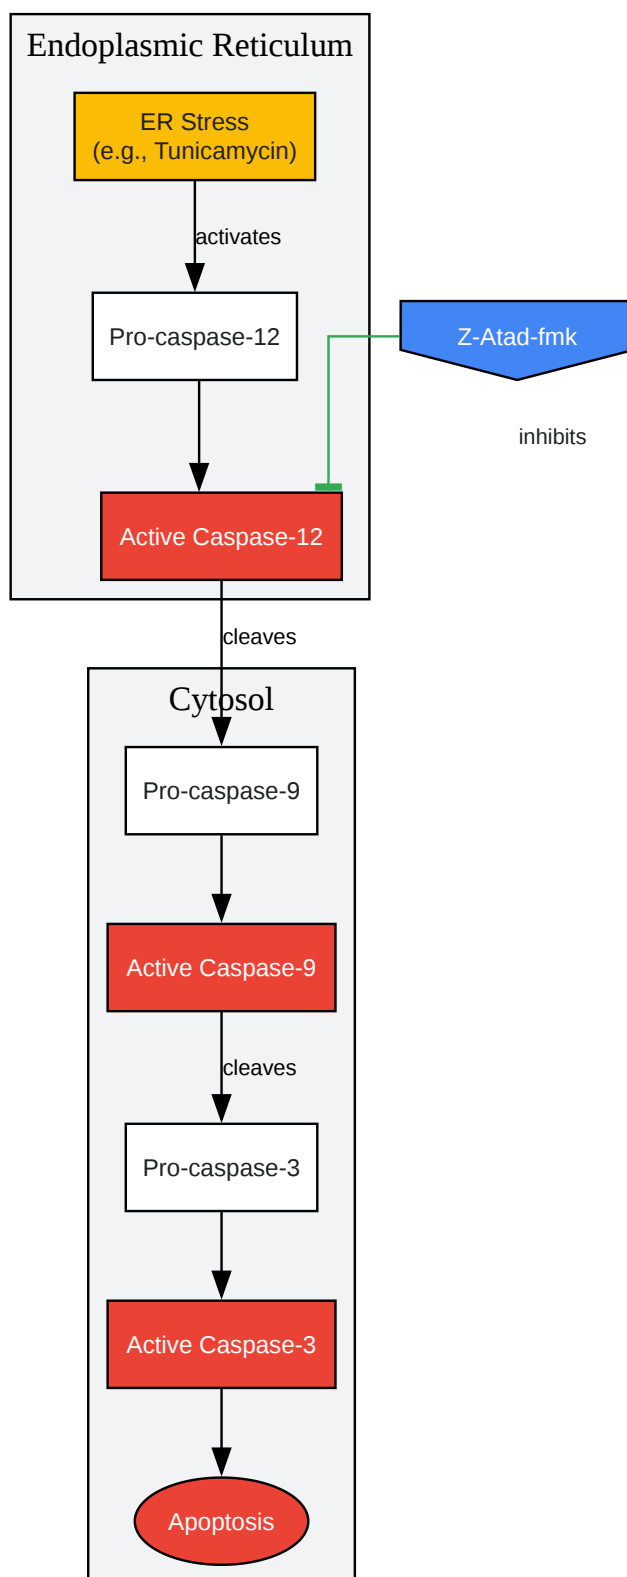 Endoplasmic Reticulum
ER Stress
(e.g., Tunicamycin)
activates
Pro-caspase-12
Z-Atad-fmk
inhibits
Active Caspase-12
cleaves
Cytosol
Pro-caspase-9
Active Caspase-9
cleaves
Pro-caspase-3
Active Caspase-3
Apoptosis